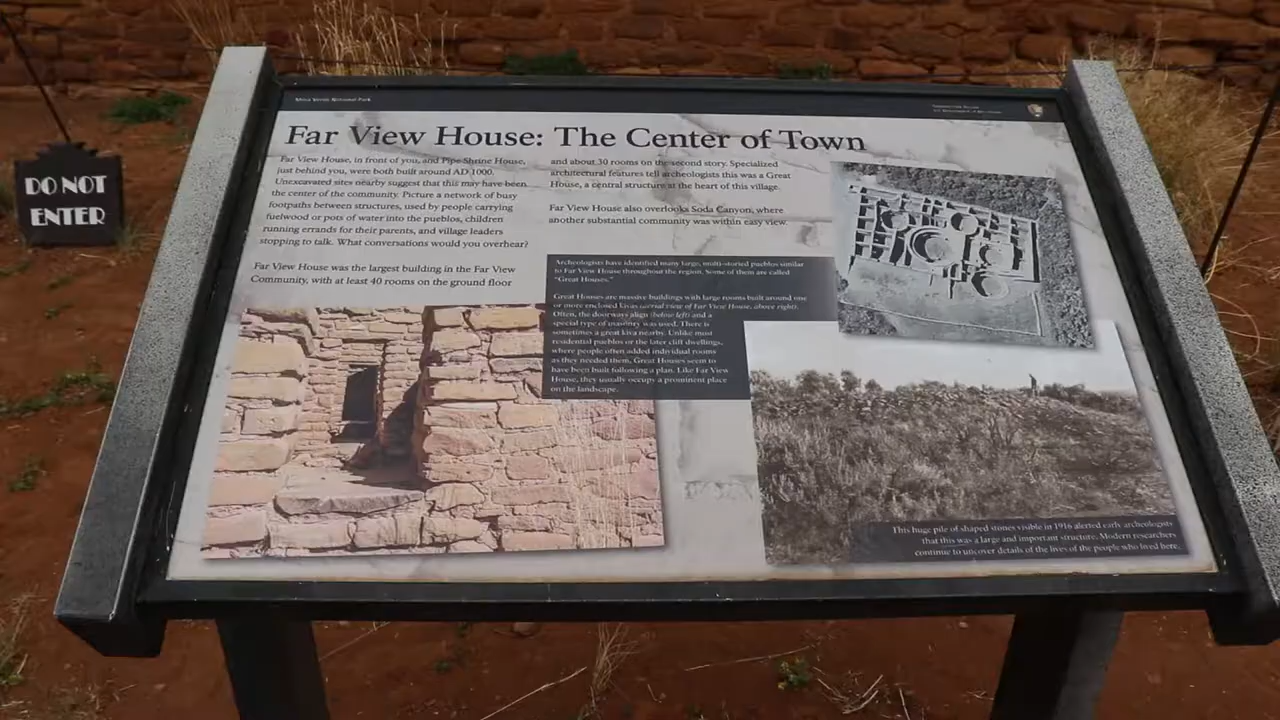 Mesa Verde National Park
DO NOT
ENTER
Far View House: The Center of Town
Far View House, in front of you, and Pipe Shrine House,
just behind you, were both built around AD 1000.
Unexcavated sites nearby suggest that this may have been
the center of the community. Picture a network of busy
footpaths between structures, used by people carrying
fuelwood or pots of water into the pueblos, children
running errands for their parents, and village leaders
stopping to talk. What conversations would you overhear?
Far View House was the largest building in the Far View
Community, with at least 40 rooms on the ground floor
and about 30 rooms on the second story. Specialized
architectural features tell archeologists this was a Great
House, a central structure at the heart of this village.
Far View House also overlooks Soda Canyon, where
another substantial community was within easy view.
Archeologists have identified many large, multi-storied pueblos similar
to Far View House throughout the region. Some of them are called
"Great Houses."
Great Houses are massive buildings with large rooms built around one
or more enclosed kivas (aerial view of Far View House, above right).
Often, the doorways align (below left) and a
special type of masonry was used. There is
sometimes a great kiva nearby. Unlike most
residential pueblos or the later cliff dwellings,
where people often added individual rooms
as they needed them, Great Houses seem to
have been built following a plan. Like Far View
House, they usually occupy a prominent place
on the landscape.
This huge pile of shaped stones visible in 1916 alerted early archeologists
that this was a large and important structure. Modern researchers
continue to uncover details of the lives of the people who lived here.